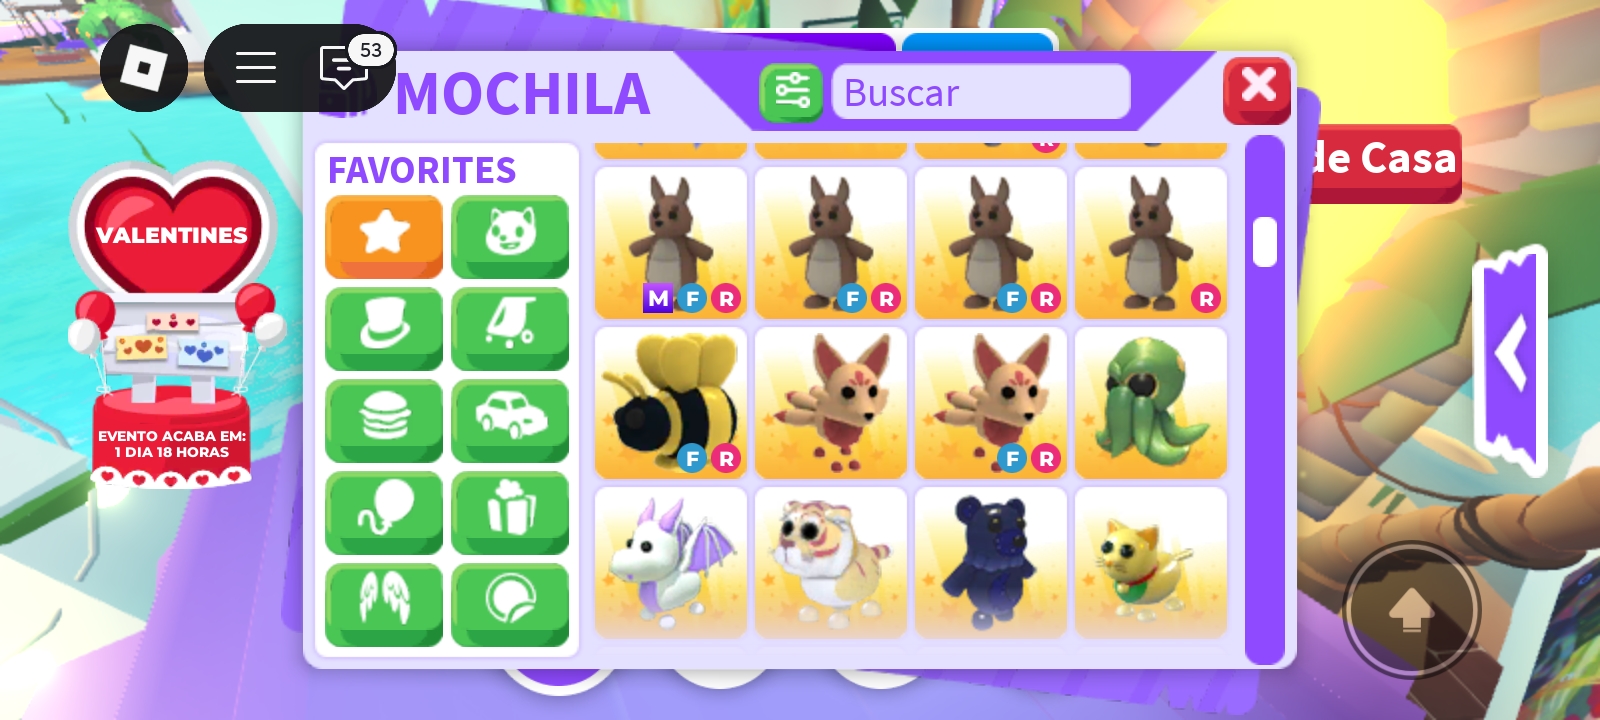 53
MOCHILA
Buscar
de Casa
VALENTINES
EVENTO ACABA EM:
1 DIA 18 HORAS
FAVORITES
R
M F R
F R
F R
R
F R
F R